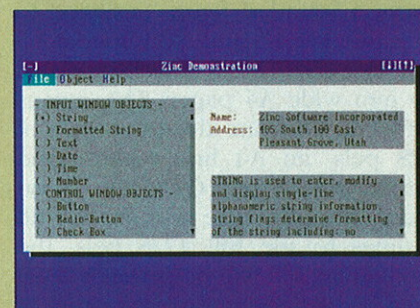 [-] Zinc Demonstration [↓][↑]
File Object Help
- INPUT WINDOW OBJECTS -
(•) String
( ) Formatted String
( ) Text
( ) Date
( ) Time
( ) Number
- CONTROL WINDOW OBJECTS -
( ) Button
( ) Radio-Button
( ) Check Box
Name: Zinc Software Incorporated
Address: 405 South 100 East
Pleasant Grove, Utah
STRING is used to enter, modify
and display single-line
alphanumeric string information.
String flags determine formatting
of the string including: no